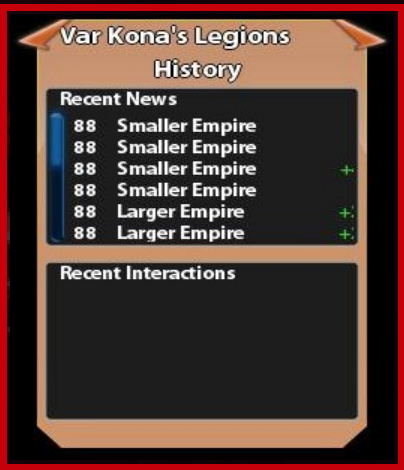 Var Kona's Legions
History
Recent News
88 Smaller Empire
88 Smaller Empire
88 Smaller Empire +
88 Smaller Empire
88 Larger Empire +
88 Larger Empire +
Recent Interactions